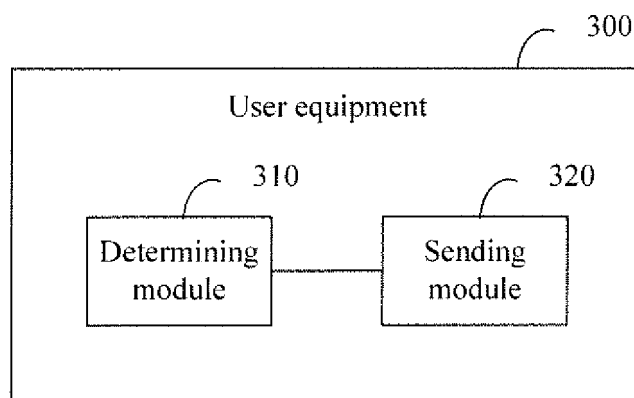 300
User equipment
310
320
Determining
module
Sending
module